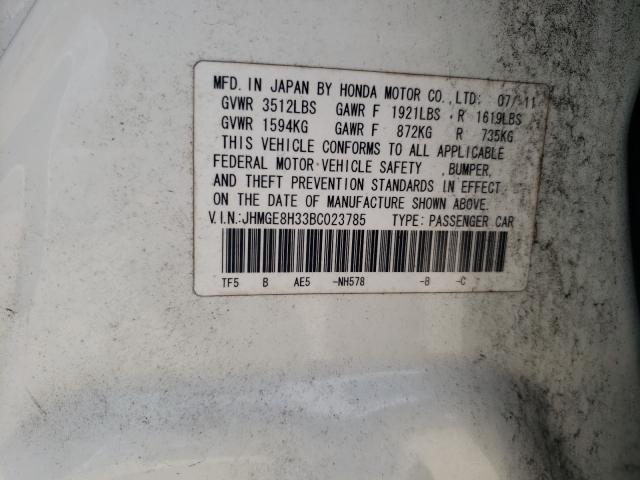 MFD. IN JAPAN BY HONDA MOTOR CO., LTD: 07/11
GVWR 3512LBS GAWR F 1921LBS R 1619LBS
GVWR 1594KG GAWR F 872KG R 735KG
THIS VEHICLE CONFORMS TO ALL APPLICABLE
FEDERAL MOTOR VEHICLE SAFETY , BUMPER,
AND THEFT PREVENTION STANDARDS IN EFFECT
ON THE DATE OF MANUFACTURE SHOWN ABOVE.
V.I.N.:JHMGE8H33BC023785 TYPE: PASSENGER CAR
TF5 B AE5 -NH578 -B -C